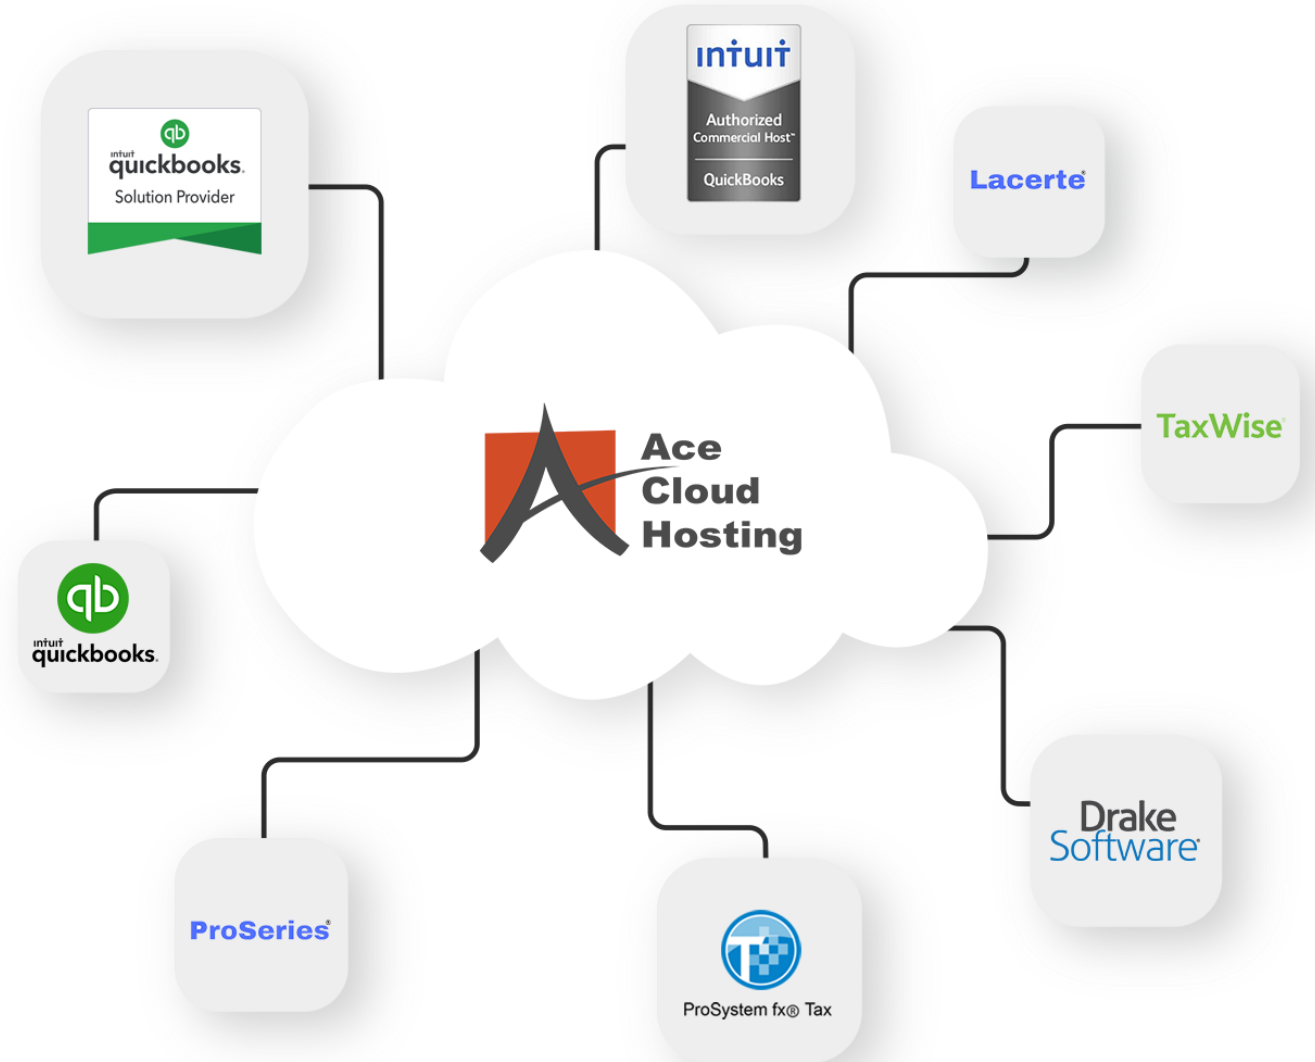 intuit
quickbooks.
Solution Provider
intuit
Authorized
Commercial Host™
QuickBooks
Lacerte®
TaxWise®
Ace
Cloud
Hosting
intuit
quickbooks.
Drake
Software®
ProSeries®
ProSystem fx® Tax